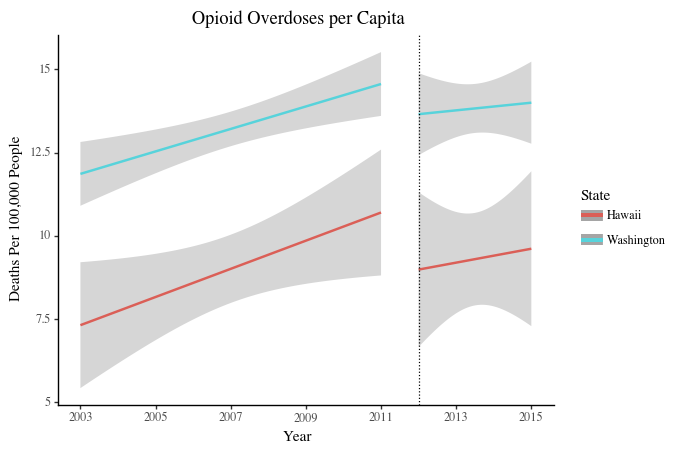 Opioid Overdoses per Capita
Deaths Per 100,000 People
15
12.5
10
7.5
5
2003 2005 2007 2009 2011 2013 2015
Year
State
Hawaii
Washington